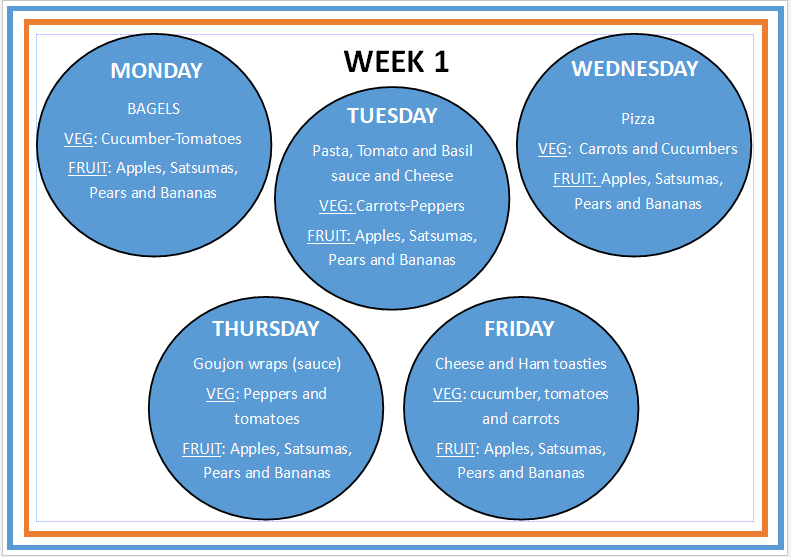 WEEK 1
MONDAY
BAGELS
VEG: Cucumber-Tomatoes
FRUIT: Apples, Satsumas,
Pears and Bananas
TUESDAY
Pasta, Tomato and Basil
sauce and Cheese
VEG: Carrots-Peppers
FRUIT: Apples, Satsumas,
Pears and Bananas
WEDNESDAY
Pizza
VEG:  Carrots and Cucumbers
FRUIT: Apples, Satsumas,
Pears and Bananas
THURSDAY
Goujon wraps (sauce)
VEG: Peppers and
tomatoes
FRUIT: Apples, Satsumas,
Pears and Bananas
FRIDAY
Cheese and Ham toasties
VEG: cucumber, tomatoes
and carrots
FRUIT: Apples, Satsumas,
Pears and Bananas